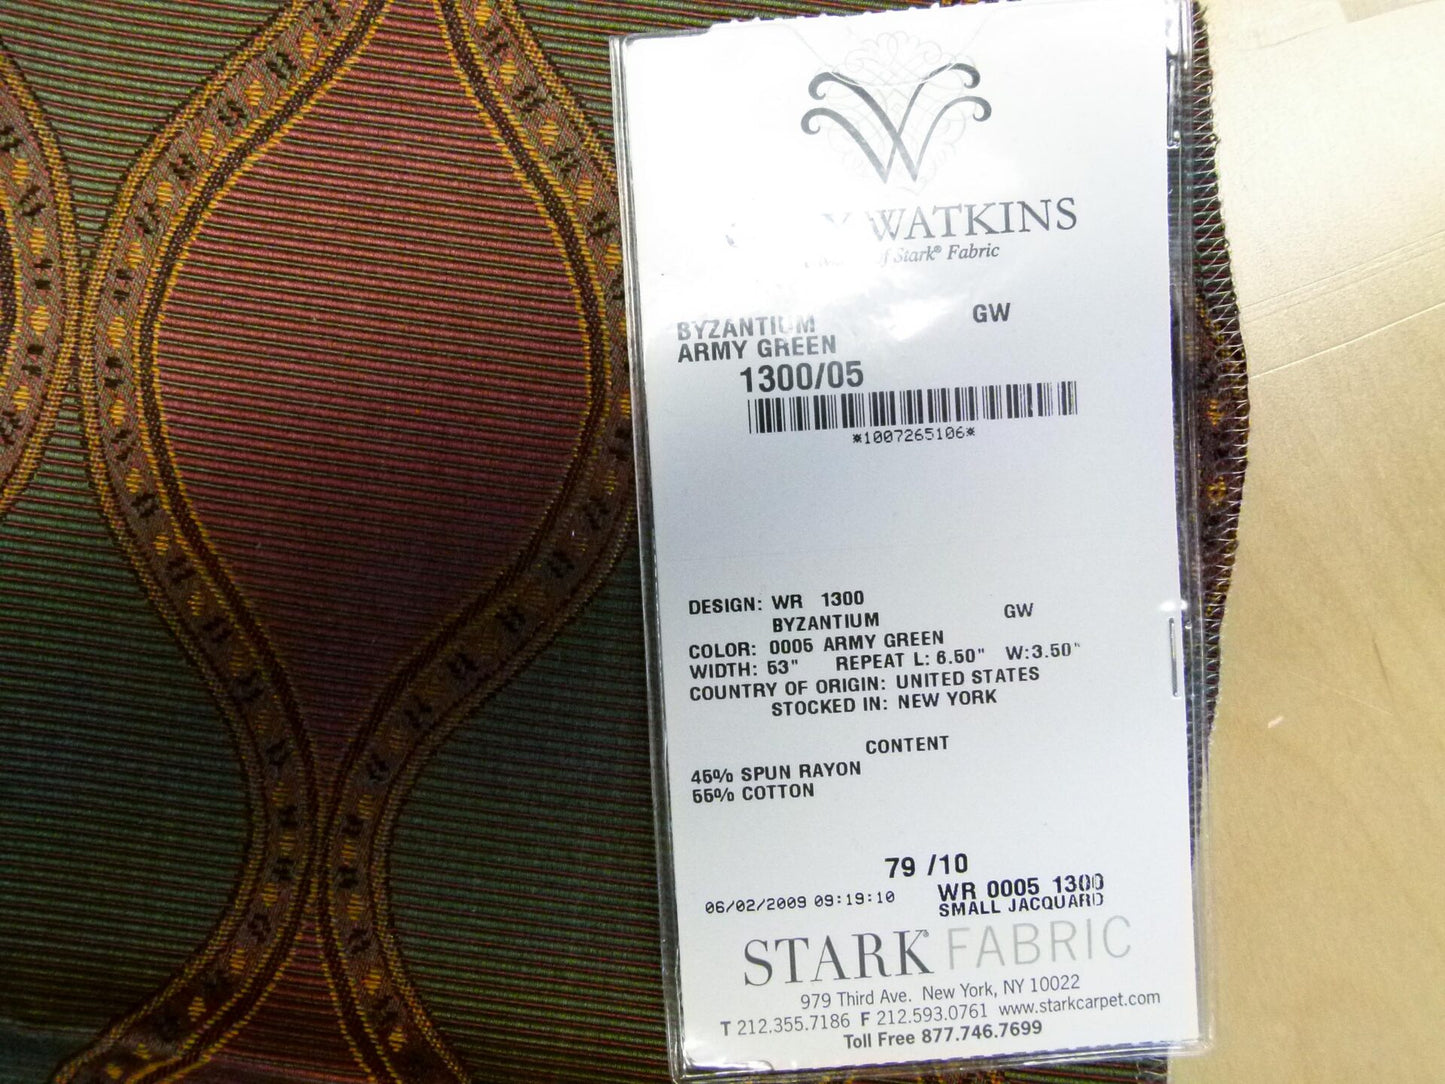 WATKINS
of Stark® Fabric
BYZANTIUM GW
ARMY GREEN
1300/05
*1007265106*
DESIGN: WR 1300
BYZANTIUM GW
COLOR: 0005 ARMY GREEN
WIDTH: 53" REPEAT L: 6.50" W:3.50"
COUNTRY OF ORIGIN: UNITED STATES
STOCKED IN: NEW YORK
CONTENT
45% SPUN RAYON
55% COTTON
79 /10
06/02/2009 09:19:10 WR 0005 1300
SMALL JACQUARD
STARK® FABRIC
979 Third Ave. New York, NY 10022
T 212.355.7186 F 212.593.0761 www.starkcarpet.com
Toll Free 877.746.7699